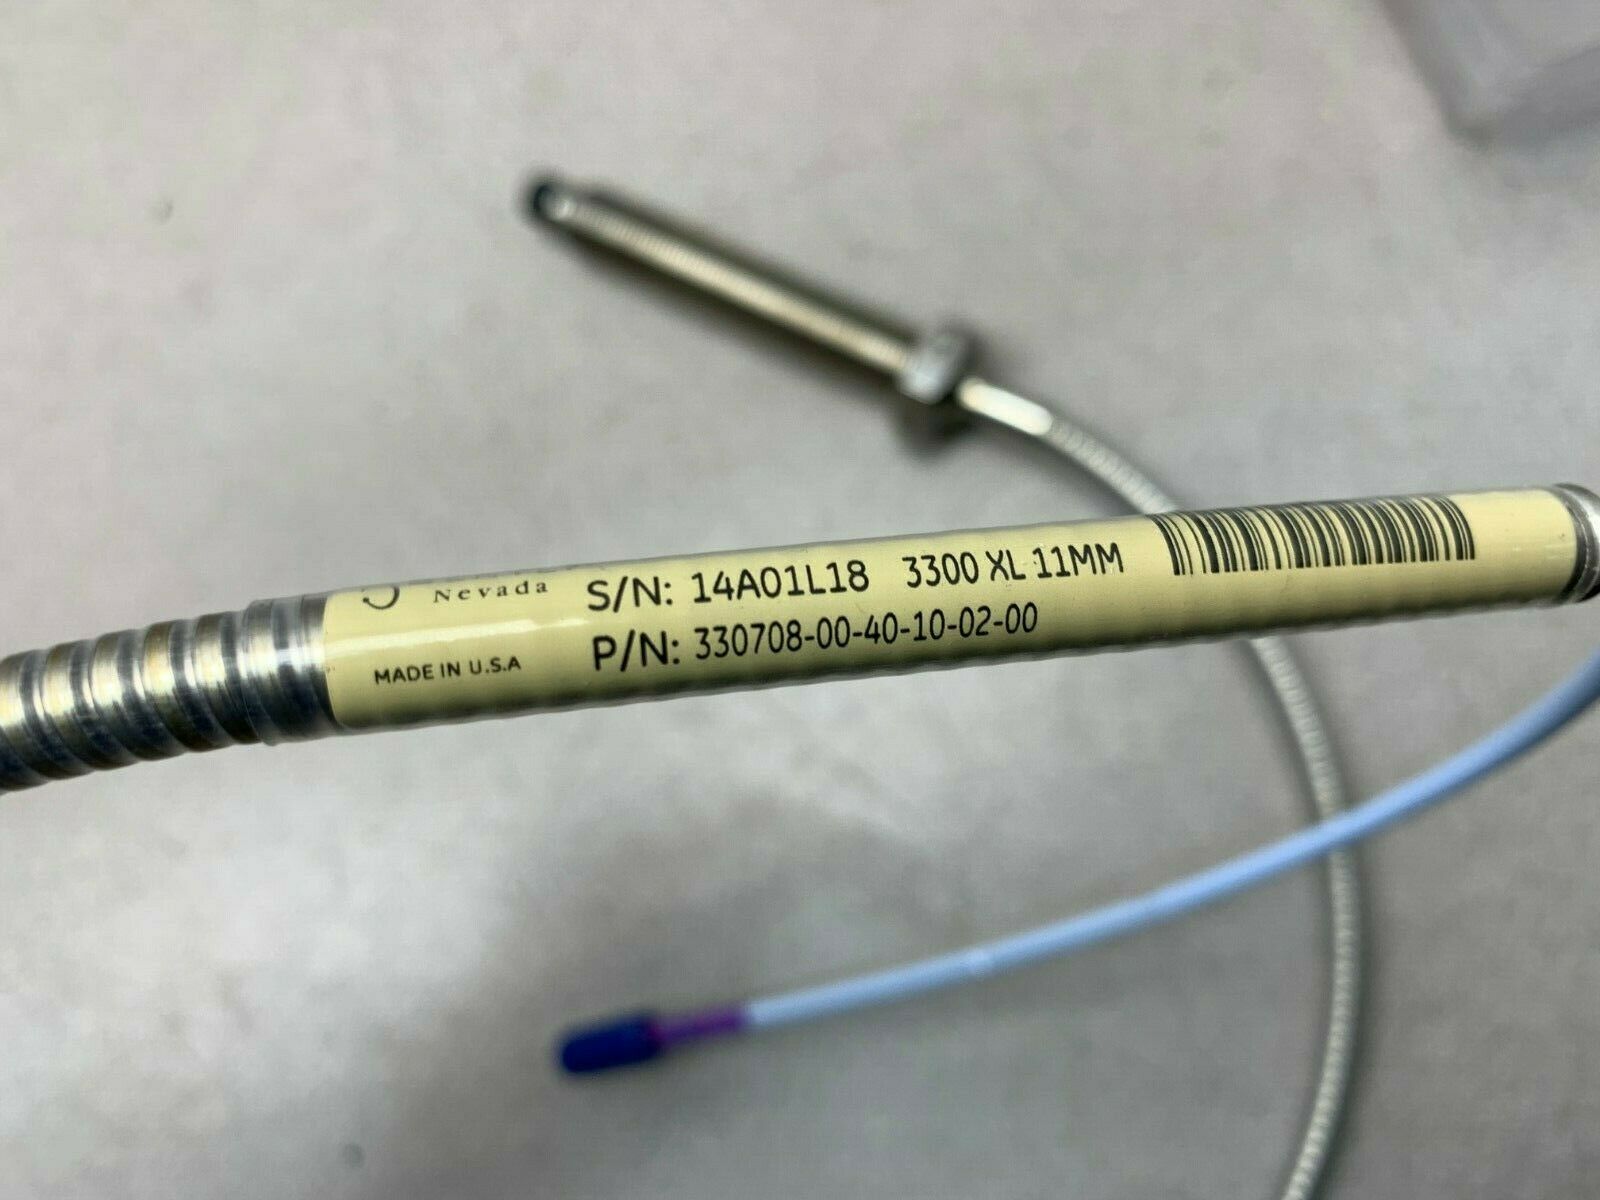 Nevada
S/N: 14A01L18 3300 XL 11MM
MADE IN U.S.A
P/N: 330708-00-40-10-02-00